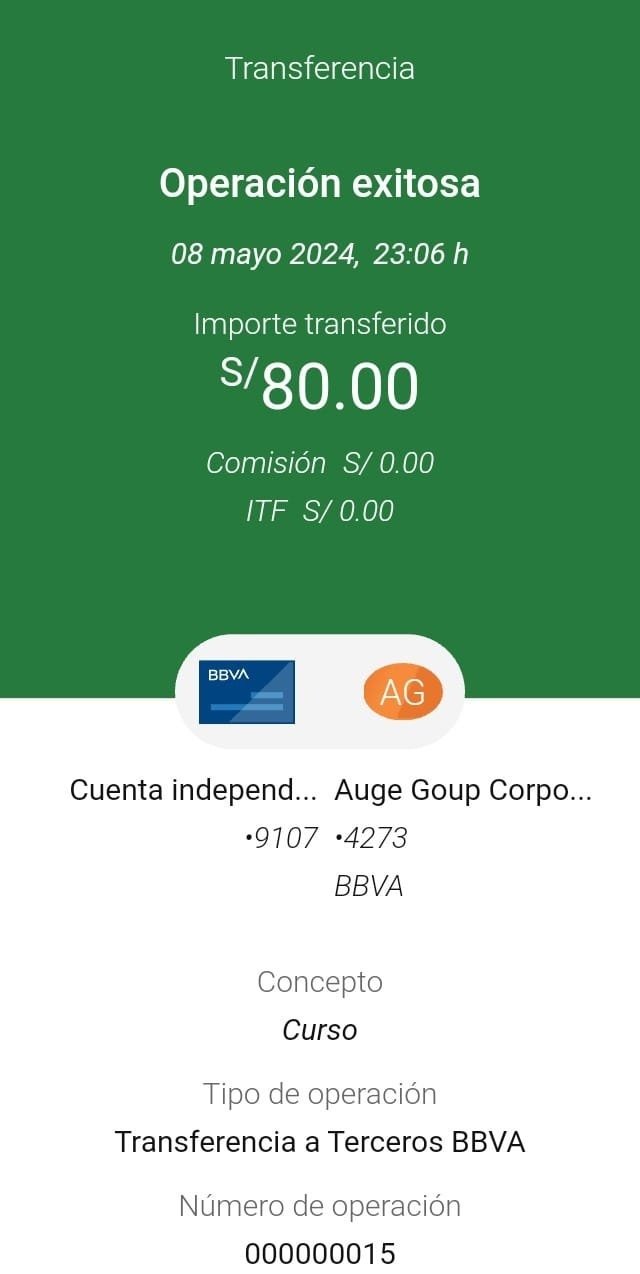 Transferencia
Operación exitosa
08 mayo 2024, 23:06 h
Importe transferido
S/80.00
Comisión S/ 0.00
ITF S/ 0.00
BBVA AG
Cuenta independ... Auge Goup Corpo...
•9107 •4273
BBVA
Concepto
Curso
Tipo de operación
Transferencia a Terceros BBVA
Número de operación
000000015